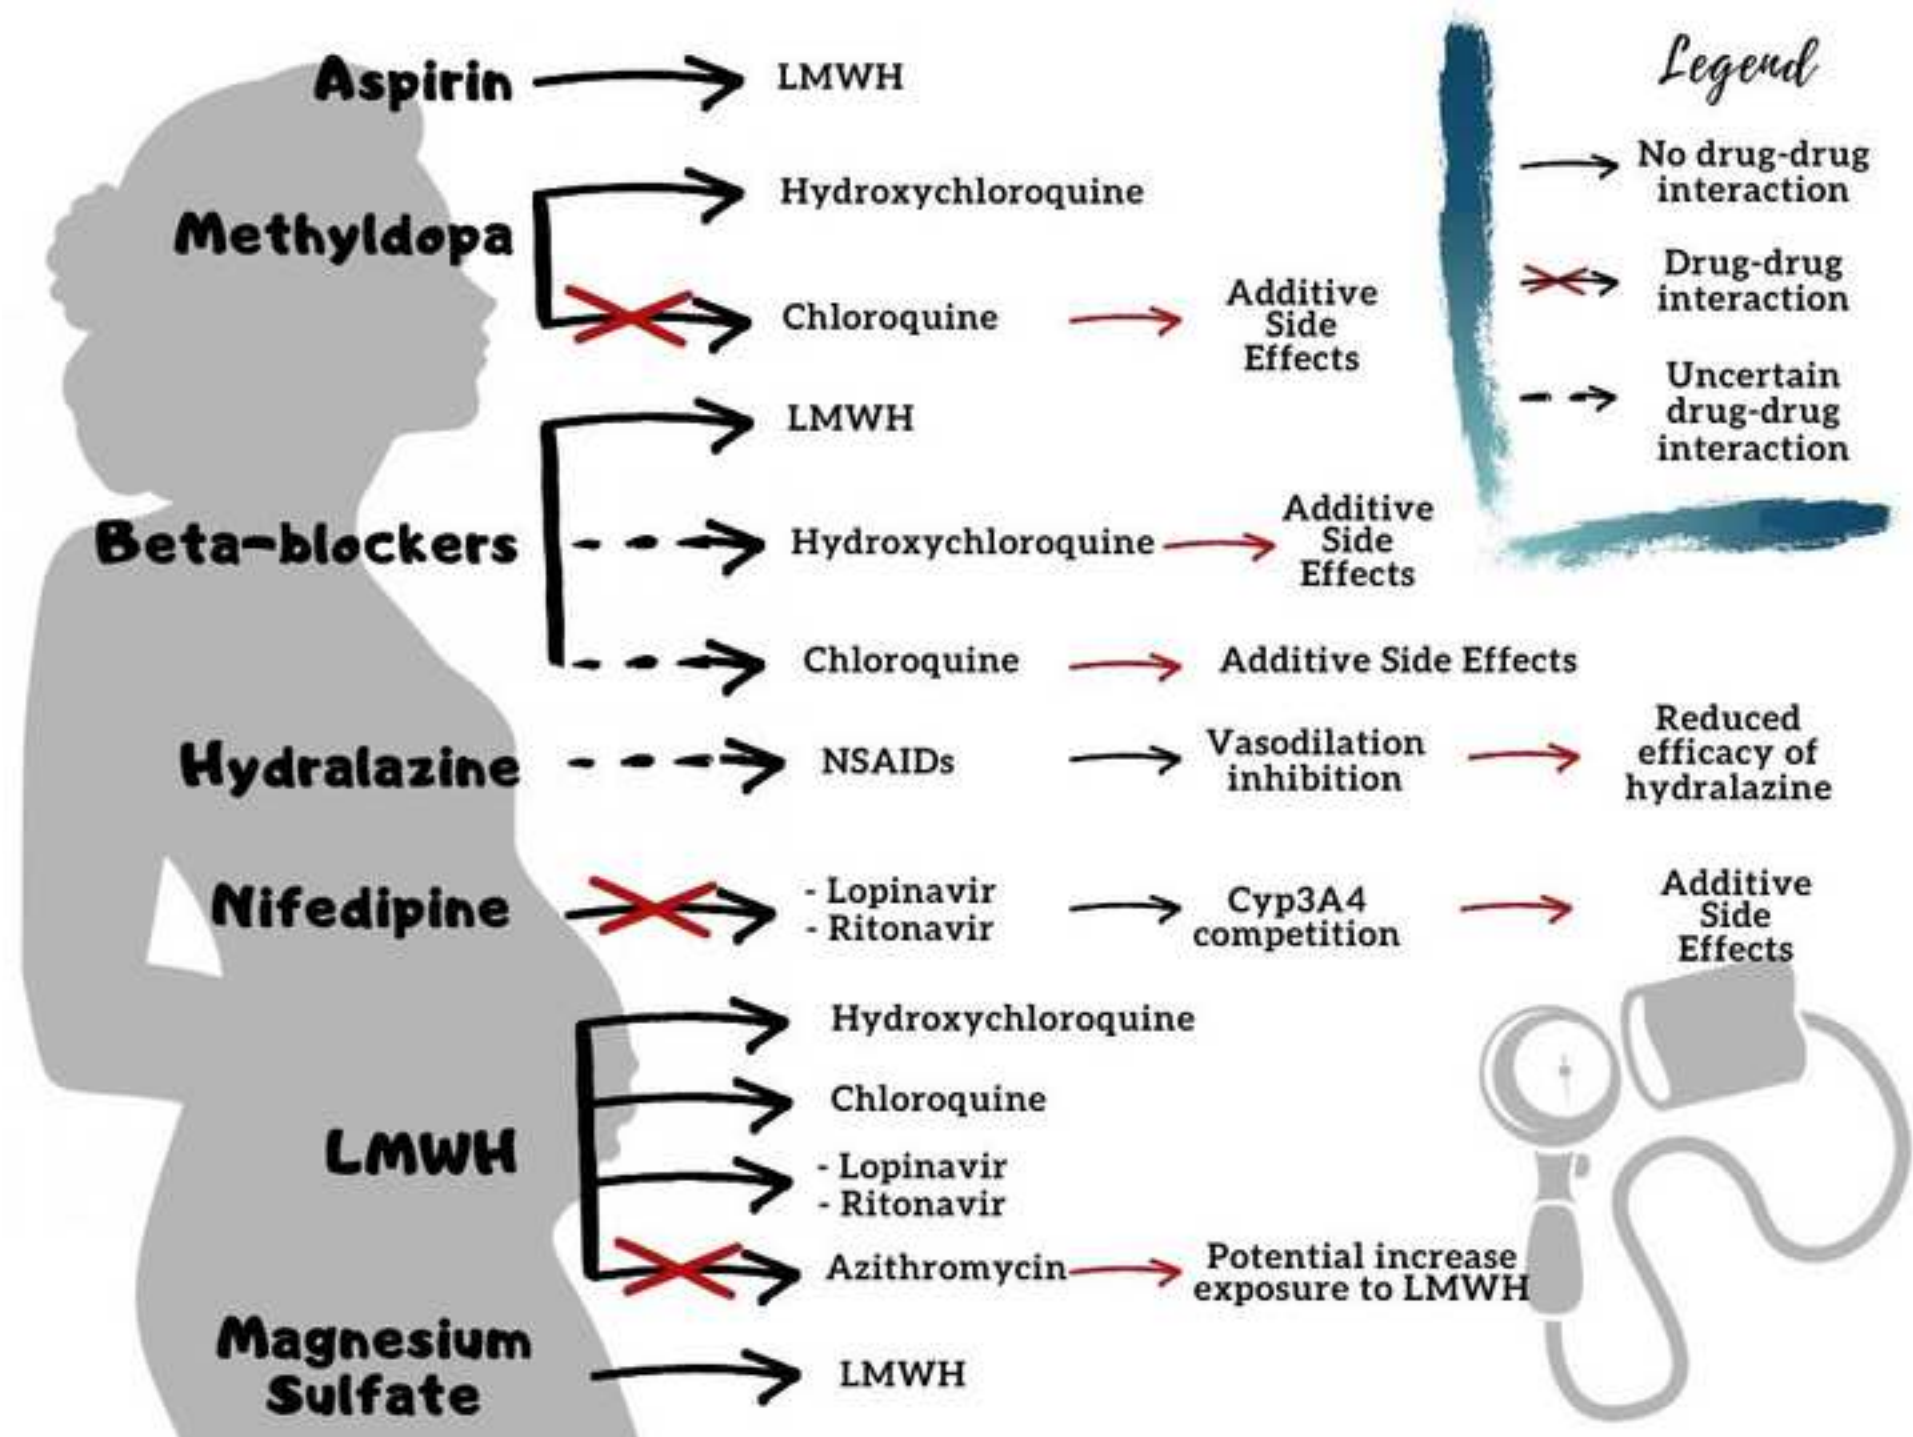 Aspirin
LMWH
Legend
No drug-drug
interaction
Drug-drug
interaction
Uncertain
drug-drug
interaction
Methyldopa
Hydroxychloroquine
Chloroquine
Additive
Side
Effects
Beta-blockers
LMWH
Hydroxychloroquine
Additive
Side
Effects
Chloroquine
Additive Side Effects
Hydralazine
NSAIDs
Vasodilation
inhibition
Reduced
efficacy of
hydralazine
Nifedipine
- Lopinavir
- Ritonavir
Cyp3A4
competition
Additive
Side
Effects
LMWH
Hydroxychloroquine
Chloroquine
- Lopinavir
- Ritonavir
Azithromycin
Potential increase
exposure to LMWH
Magnesium
Sulfate
LMWH